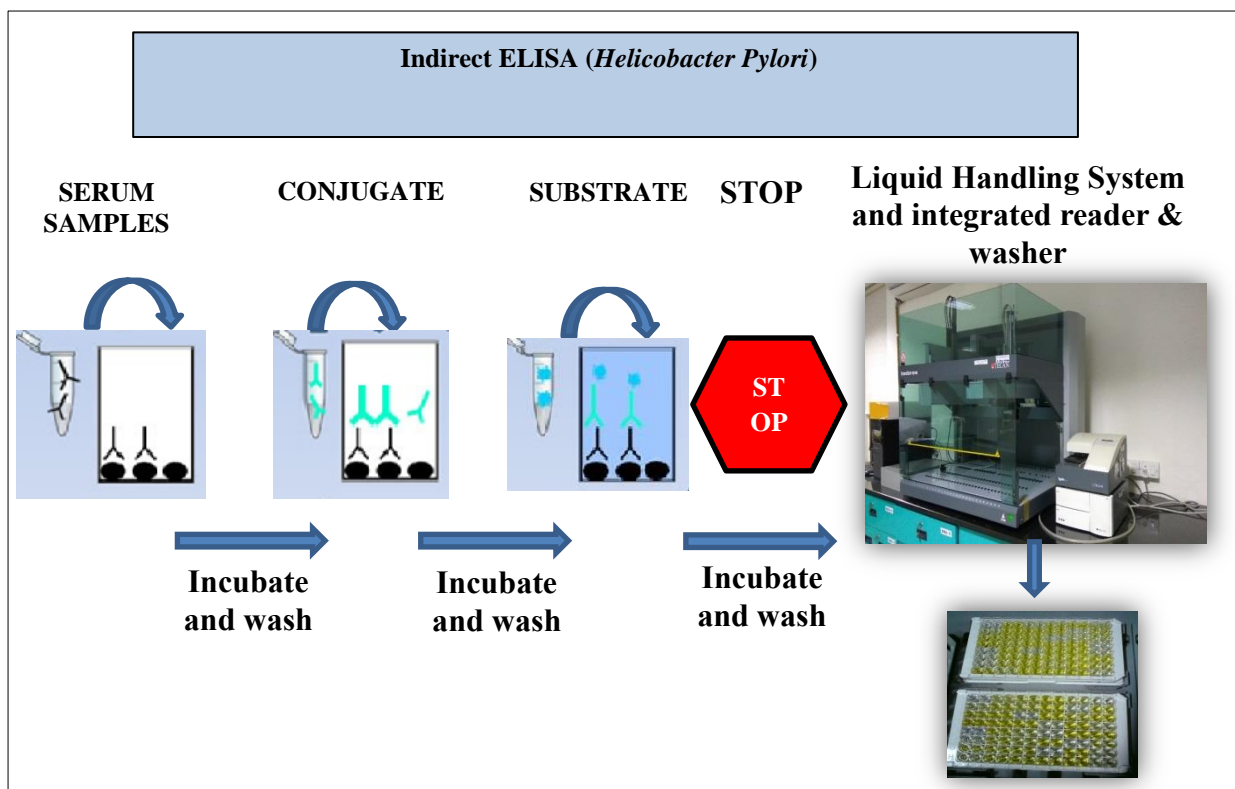 Indirect ELISA (Helicobacter Pylori)
SERUM
SAMPLES
CONJUGATE
SUBSTRATE
STOP
Liquid Handling System
and integrated reader &
washer
ST
OP
Incubate
and wash
Incubate
and wash
Incubate
and wash